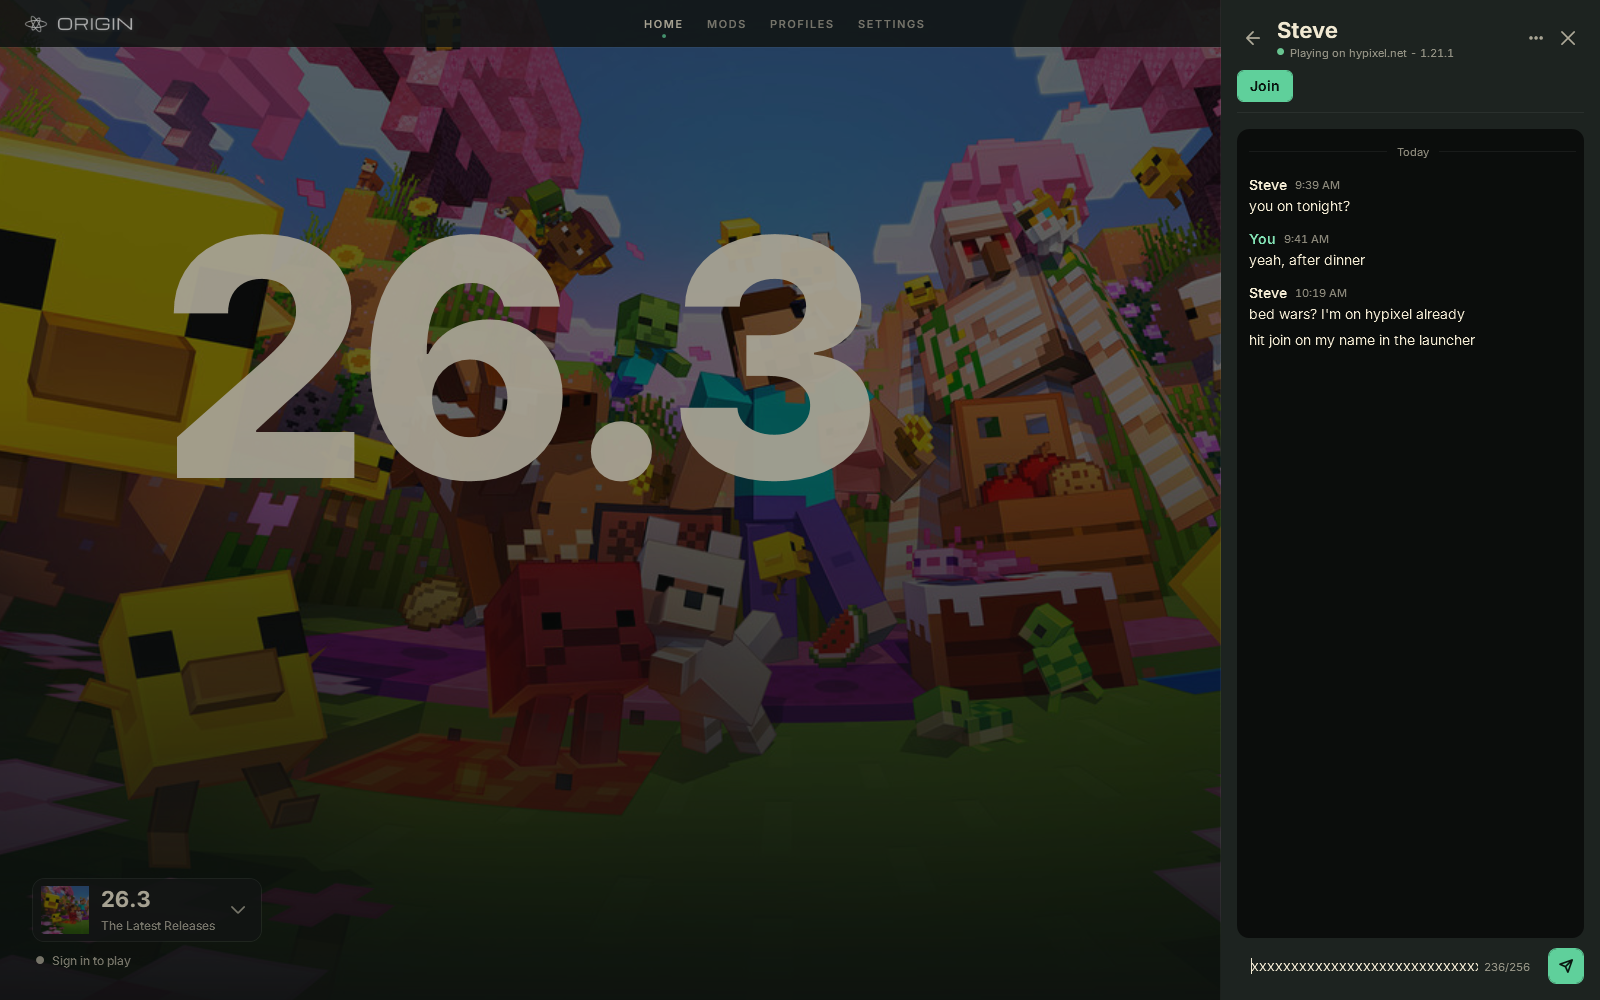 ORIGIN
HOME MODS PROFILES SETTINGS
Steve
Playing on hypixel.net - 1.21.1
Join
Today
Steve 9:39 AM
you on tonight?
You 9:41 AM
yeah, after dinner
Steve 10:19 AM
bed wars? I'm on hypixel already
hit join on my name in the launcher
26.3
26.3
The Latest Releases
Sign in to play
xxxxxxxxxxxxxxxxxxxxxxxxxxxx 236/256